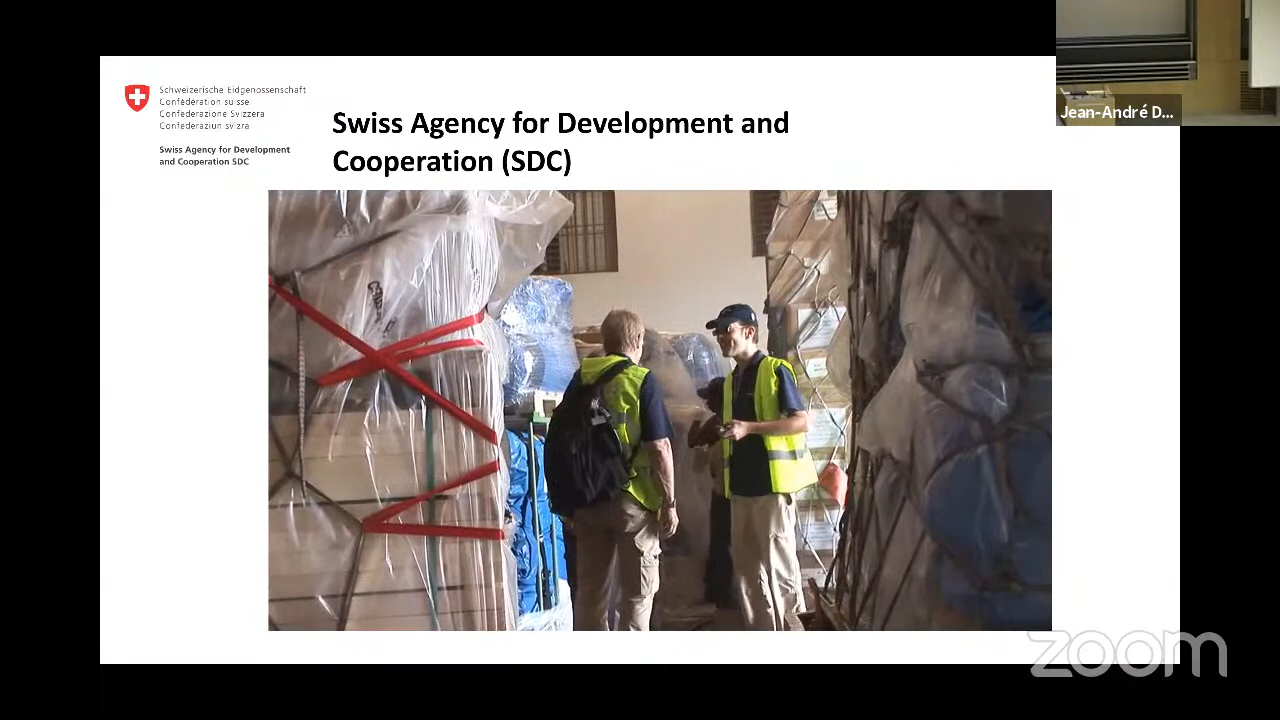 Schweizerische Eidgenossenschaft
Confédération suisse
Confederazione Svizzera
Confederaziun svizra
Swiss Agency for Development
and Cooperation SDC
Swiss Agency for Development and
Cooperation (SDC)
Jean-André D...
zoom